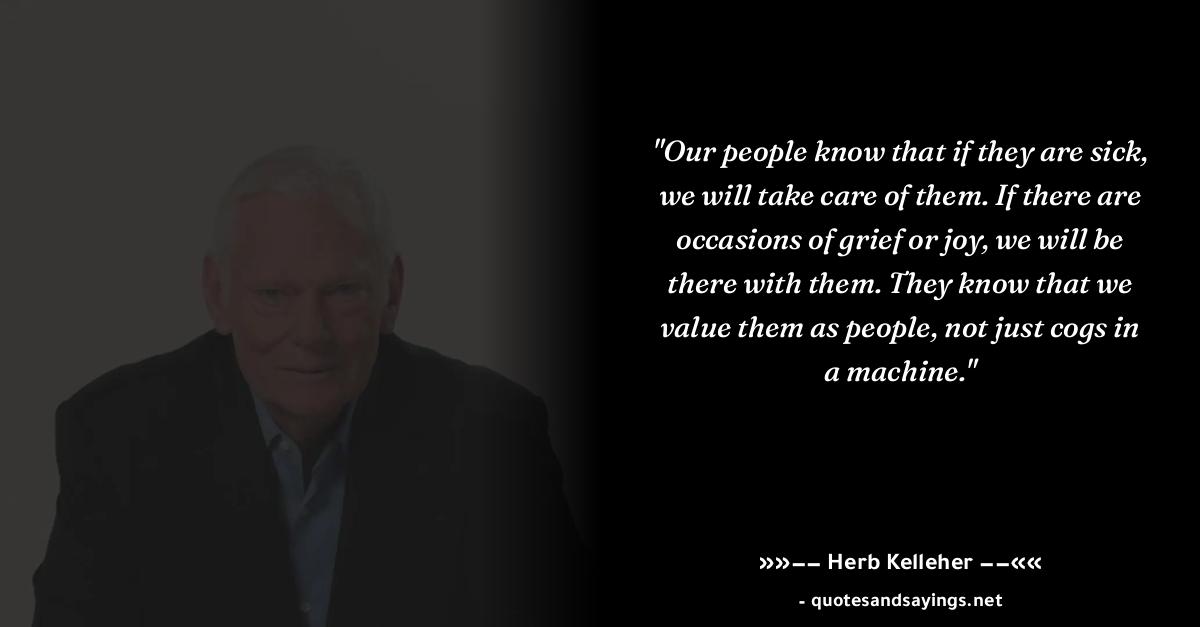 "Our people know that if they are sick,
we will take care of them. If there are
occasions of grief or joy, we will be
there with them. They know that we
value them as people, not just cogs in
a machine."
»»−− Herb Kelleher −−««
- quotesandsayings.net